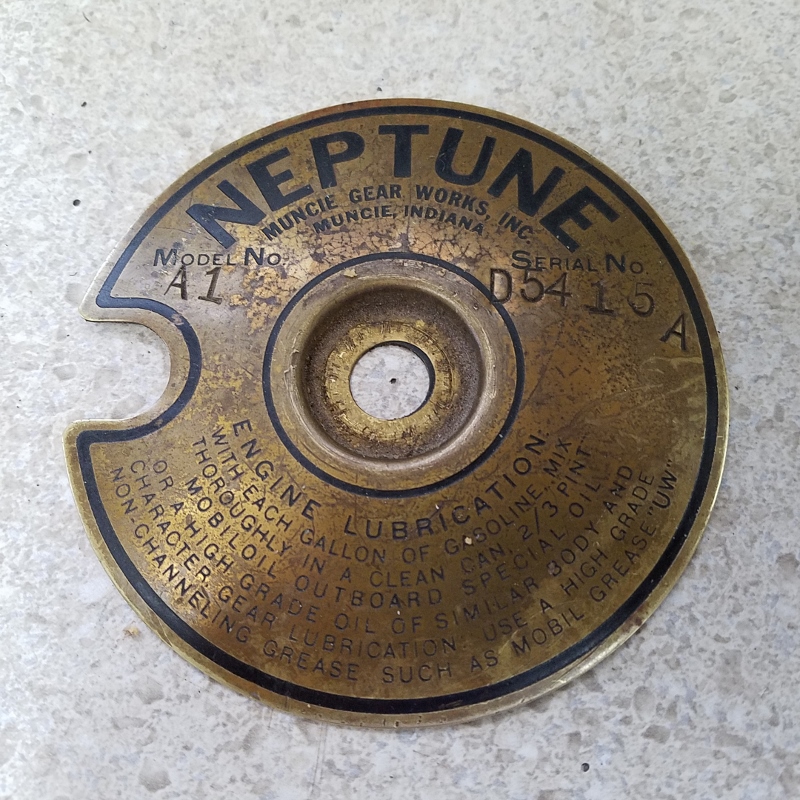 NEPTUNE
MUNCIE GEAR WORKS, INC.
MUNCIE, INDIANA
MODEL NO. SERIAL NO.
A1 D5415A
ENGINE LUBRICATION:
WITH EACH GALLON OF GASOLINE, MIX
THOROUGHLY IN A CLEAN CAN, 2/3 PINT
MOBILOIL OUTBOARD SPECIAL OIL
OR A HIGH GRADE OIL OF SIMILAR BODY AND
CHARACTER GEAR LUBRICATION: USE A HIGH GRADE
NON-CHANNELING GREASE SUCH AS MOBIL GREASE "UW"